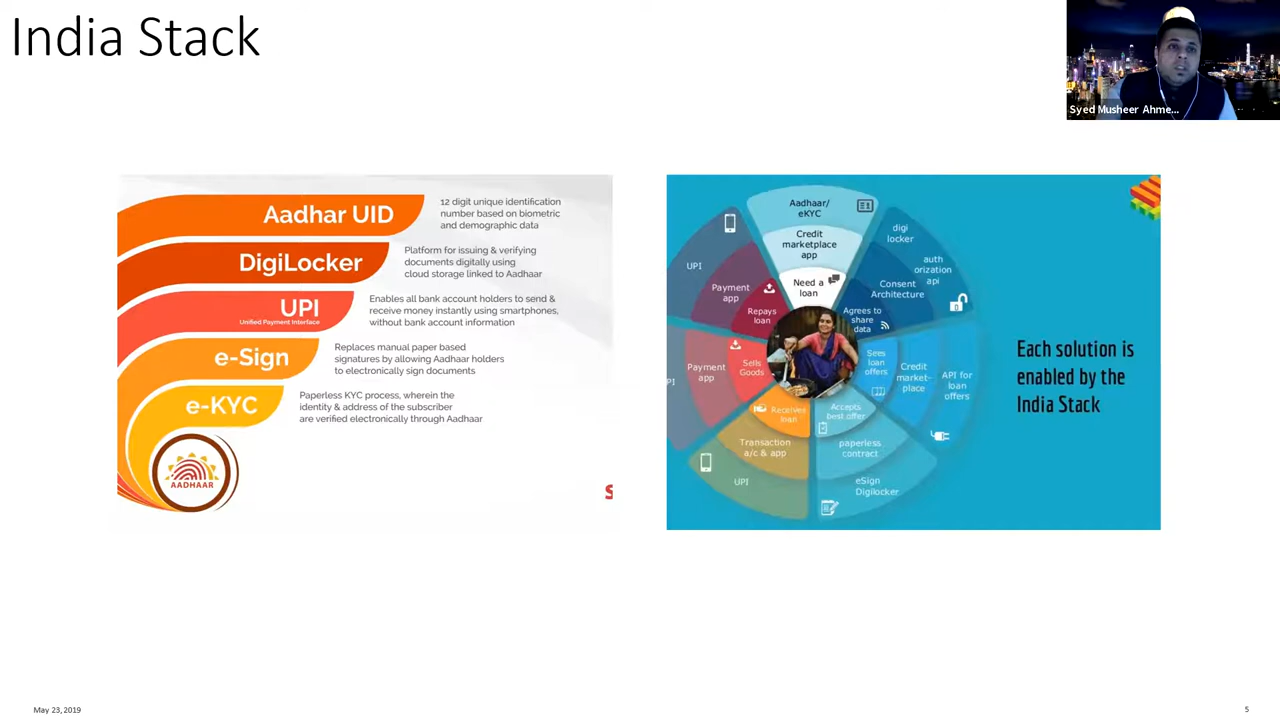 India Stack
Syed Musheer Ahme...
Aadhar UID
12 digit unique identification
number based on biometric
and demographic data
DigiLocker
Platform for issuing & verifying
documents digitally using
cloud storage linked to Aadhar
UPI
Unified Payment Interface
Enables all bank account holders to send &
receive money instantly using smartphones,
without bank account information
e-Sign
Replaces manual paper based
signatures by allowing Aadhar holders
to electronically sign documents
e-KYC
Paperless KYC process, wherein the
identity & address of the subscriber
are verified electronically through Aadhar
AADHAAR
S
Aadhaar/
eKYC
Credit
marketplace
app
Need a
loan
digi
locker
auth
orization
api
Consent
Architecture
Agrees to
share
data
Sees
loan
offers
Credit
market-
place
API for
loan
offers
Accepts
best offer
paperless
contract
eSign
Digilocker
Receives
loan
Transaction
a/c & app
UPI
Sells
Goods
Payment
app
PI
Repays
loan
Payment
app
UPI
Each solution is
enabled by the
India Stack
May 23, 2019
5